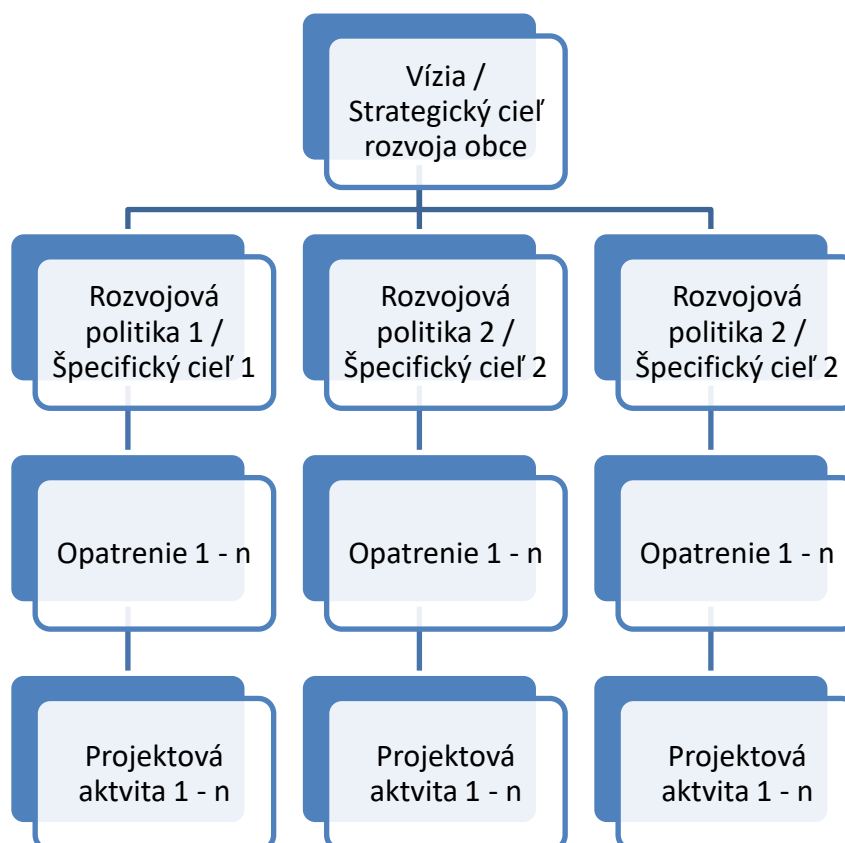 Vízia /
Strategický cieľ
rozvoja obce
Rozvojová
politika 1 /
Špecifický cieľ 1
Rozvojová
politika 2 /
Špecifický cieľ 2
Rozvojová
politika 2 /
Špecifický cieľ 2
Opatrenie 1 - n
Opatrenie 1 - n
Opatrenie 1 - n
Projektová
aktvita 1 - n
Projektová
aktvita 1 - n
Projektová
aktvita 1 - n